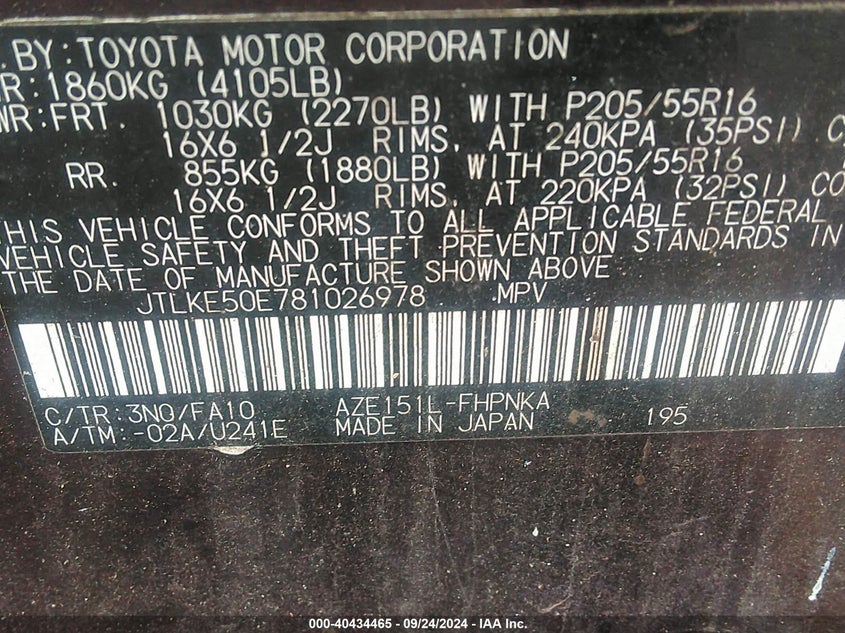 . BY: TOYOTA MOTOR CORPORATION
R: 1860KG (4105LB)
WR: FRT. 1030KG (2270LB) WITH P205/55R16
16X6 1/2J RIMS, AT 240KPA (35PSI) C
RR. 855KG (1880LB) WITH P205/55R16
16X6 1/2J RIMS, AT 220KPA (32PSI) CO
THIS VEHICLE CONFORMS TO ALL APPLICABLE FEDERAL
VEHICLE SAFETY AND THEFT PREVENTION STANDARDS IN
THE DATE OF MANUFACTURE SHOWN ABOVE
JTLKE50E781026978 MPV
C/TR: 3N0/FA10 AZE151L-FHPNKA 195
A/TM: -02A/U241E MADE IN JAPAN
000-40434465 - 09/24/2024 - IAA Inc.